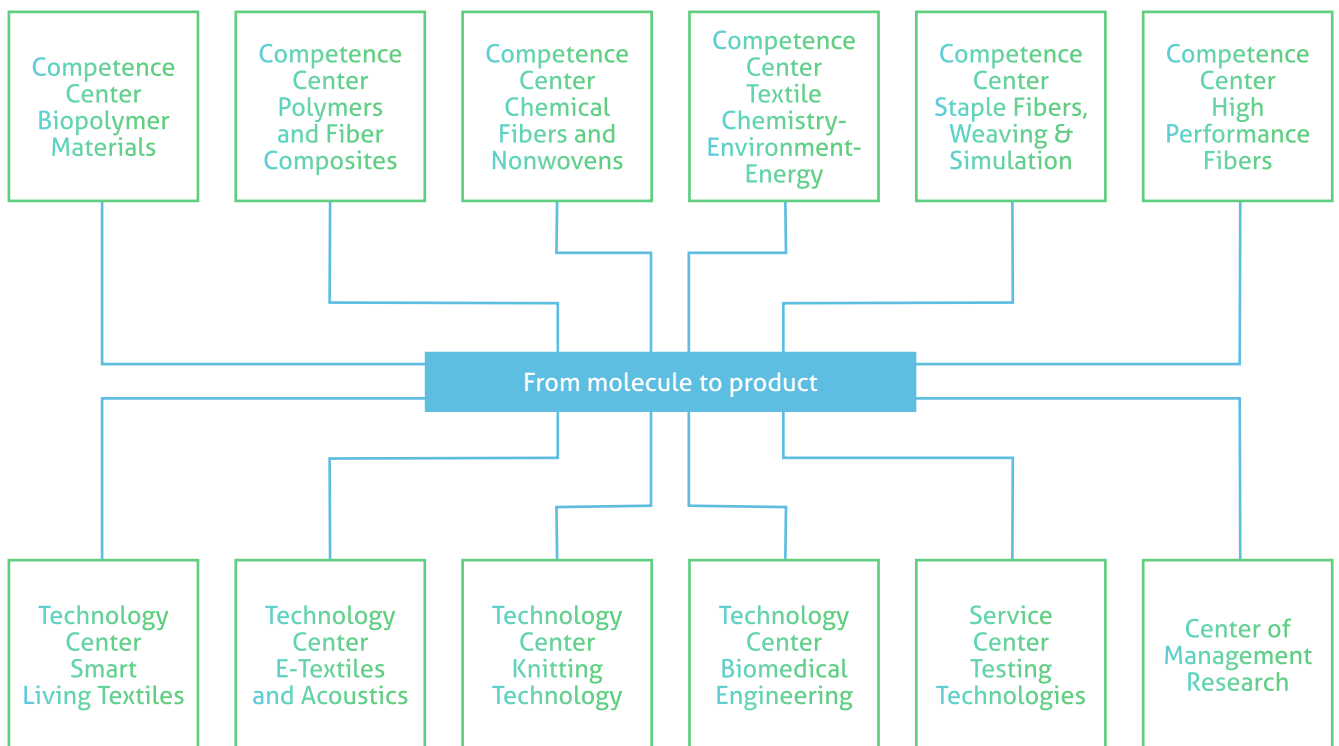 Competence
Center
Biopolymer
Materials
Competence
Center
Polymers
and Fiber
Composites
Competence
Center
Chemical
Fibers and
Nonwovens
Competence
Center
Textile
Chemistry-
Environment-
Energy
Competence
Center
Staple Fibers,
Weaving &
Simulation
Competence
Center
High
Performance
Fibers
From molecule to product
Technology
Center
Smart
Living Textiles
Technology
Center
E-Textiles
and Acoustics
Technology
Center
Knitting
Technology
Technology
Center
Biomedical
Engineering
Service
Center
Testing
Technologies
Center of
Management
Research